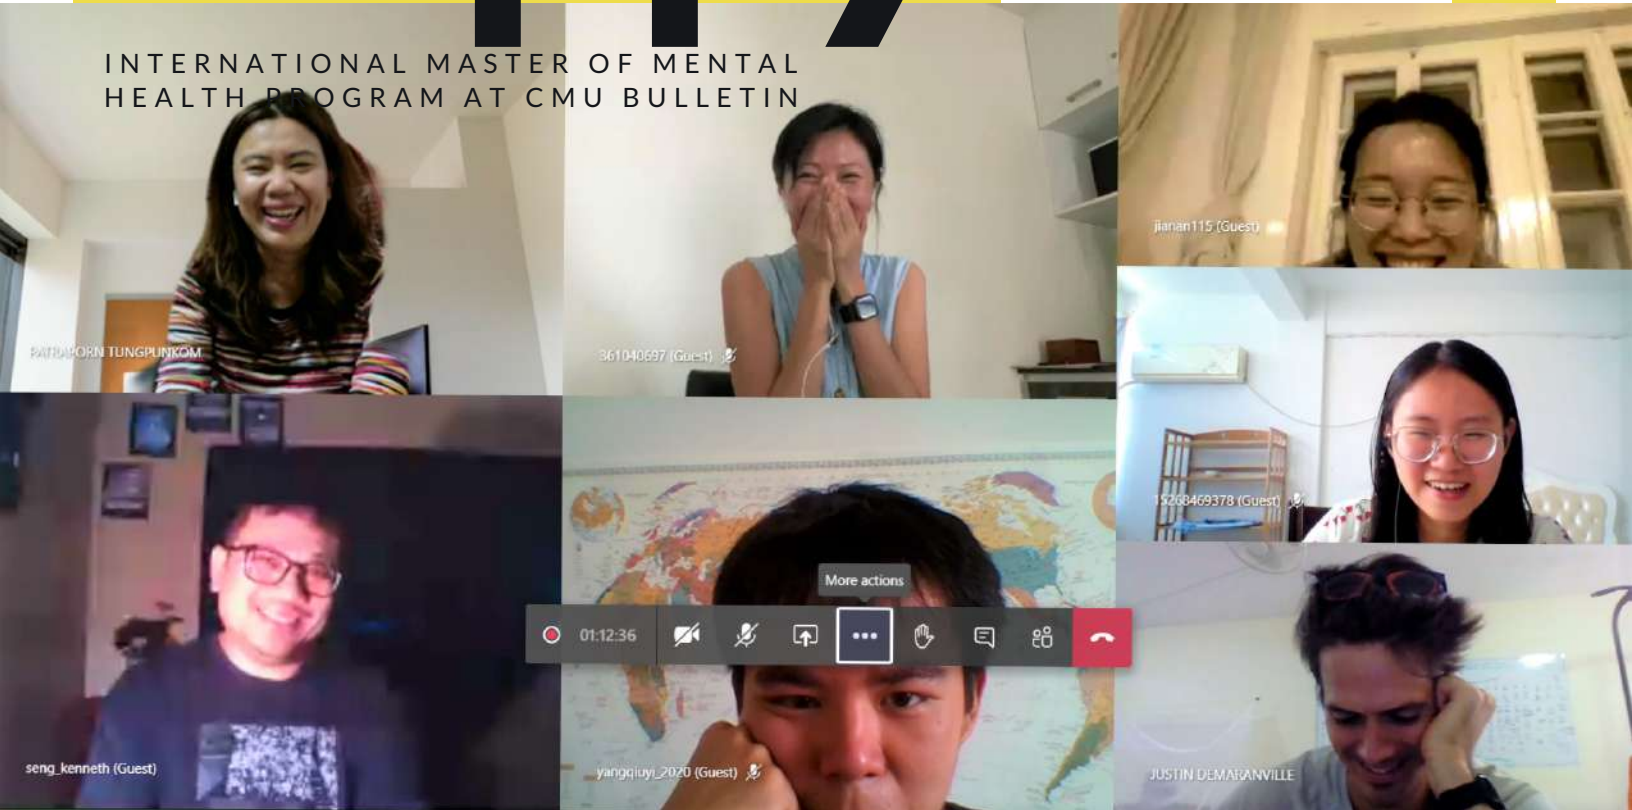 INTERNATIONAL MASTER OF MENTAL
HEALTH PROGRAM AT CMU BULLETIN
jianan115 (Guest)
PATRAPORN TUNGPUNKOM
361040697 (Guest)
15268469378 (Guest)
More actions
01:12:36
seng_kenneth (Guest)
yangqiuyi_2020 (Guest)
JUSTIN DEMARANVILLE